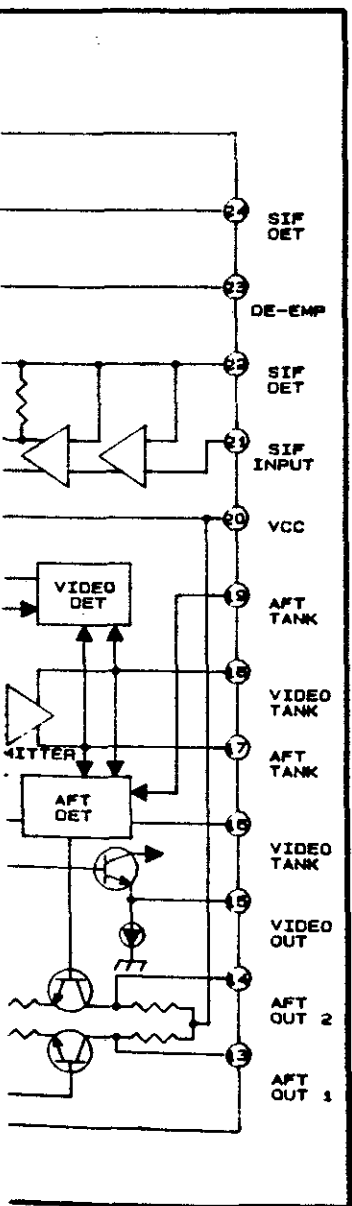 24
SIF
DET
23
DE-EMP
22
SIF
DET
21
SIF
INPUT
20
VCC
VIDEO
DET
19
AFT
TANK
18
VIDEO
TANK
MITTER
17
AFT
TANK
AFT
DET
16
VIDEO
TANK
15
VIDEO
OUT
14
AFT
OUT 2
13
AFT
OUT 1